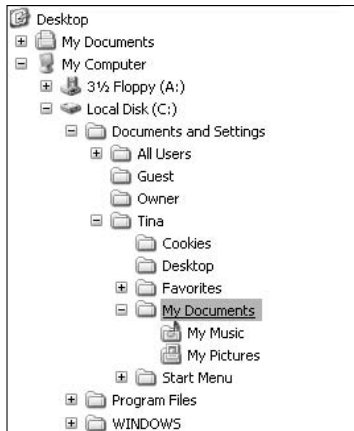 Desktop
My Documents
My Computer
3½ Floppy (A:)
Local Disk (C:)
Documents and Settings
All Users
Guest
Owner
Tina
Cookies
Desktop
Favorites
My Documents
My Music
My Pictures
Start Menu
Program Files
WINDOWS